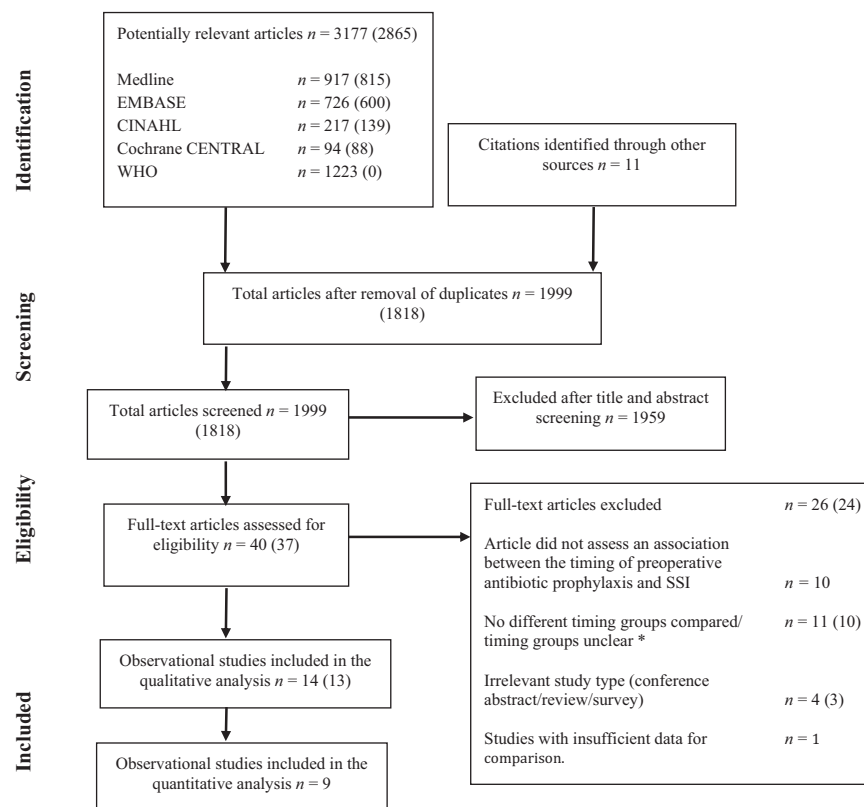 Identification
Potentially relevant articles n = 3177 (2865)
Medline n = 917 (815)
EMBASE n = 726 (600)
CINAHL n = 217 (139)
Cochrane CENTRAL n = 94 (88)
WHO n = 1223 (0)
Citations identified through other
sources n = 11
Screening
Total articles after removal of duplicates n = 1999
(1818)
Total articles screened n = 1999
(1818)
Excluded after title and abstract
screening n = 1959
Eligibility
Full-text articles assessed for
eligibility n = 40 (37)
Full-text articles excluded n = 26 (24)
Article did not assess an association
between the timing of preoperative
antibiotic prophylaxis and SSI n = 10
No different timing groups compared/ n = 11 (10)
timing groups unclear *
Irrelevant study type (conference
abstract/review/survey) n = 4 (3)
Studies with insufficient data for n = 1
comparison.
Included
Observational studies included in the
qualitative analysis n = 14 (13)
Observational studies included in the
quantitative analysis n = 9